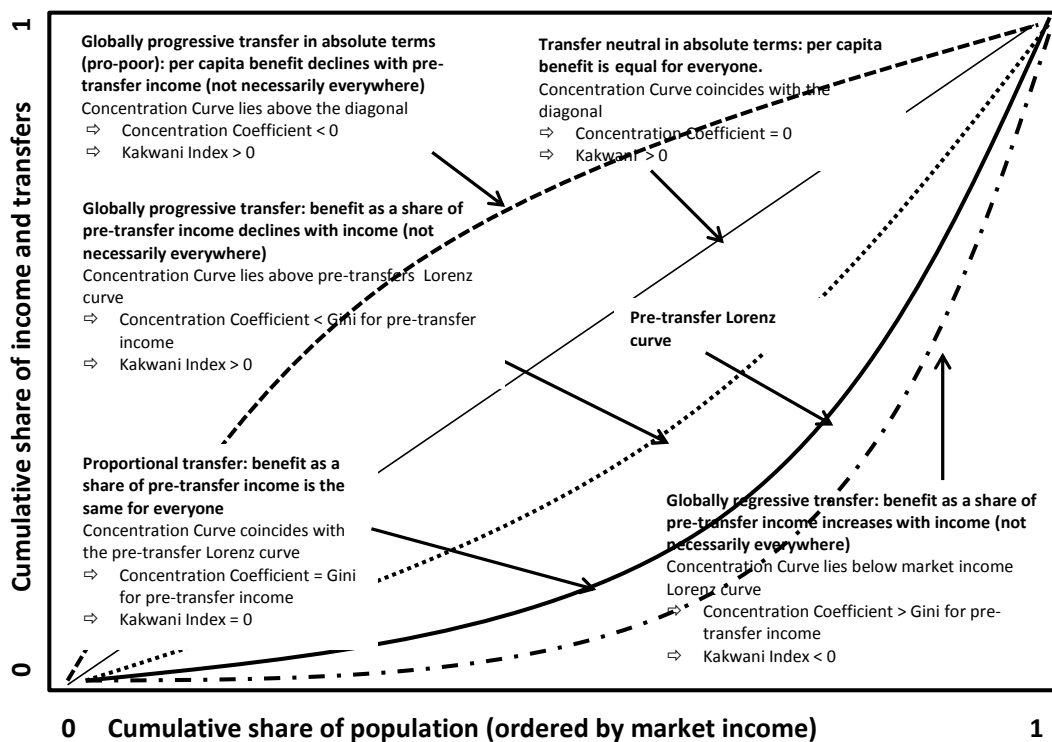 1
Cumulative share of income and transfers
0
Globally progressive transfer in absolute terms
(pro-poor): per capita benefit declines with pre-
transfer income (not necessarily everywhere)
Concentration Curve lies above the diagonal
⇨ Concentration Coefficient < 0
⇨ Kakwani Index > 0
Transfer neutral in absolute terms: per capita
benefit is equal for everyone.
Concentration Curve coincides with the
diagonal
⇨ Concentration Coefficient = 0
⇨ Kakwani > 0
Globally progressive transfer: benefit as a share of
pre-transfer income declines with income (not
necessarily everywhere)
Concentration Curve lies above pre-transfers Lorenz
curve
⇨ Concentration Coefficient < Gini for pre-transfer
income
⇨ Kakwani Index > 0
Pre-transfer Lorenz
curve
Proportional transfer: benefit as a
share of pre-transfer income is the
same for everyone
Concentration Curve coincides with
the pre-transfer Lorenz curve
⇨ Concentration Coefficient = Gini
for pre-transfer income
⇨ Kakwani Index = 0
Globally regressive transfer: benefit as a share of
pre-transfer income increases with income (not
necessarily everywhere)
Concentration Curve lies below market income
Lorenz curve
⇨ Concentration Coefficient > Gini for pre-
transfer income
⇨ Kakwani Index < 0
0 Cumulative share of population (ordered by market income) 1